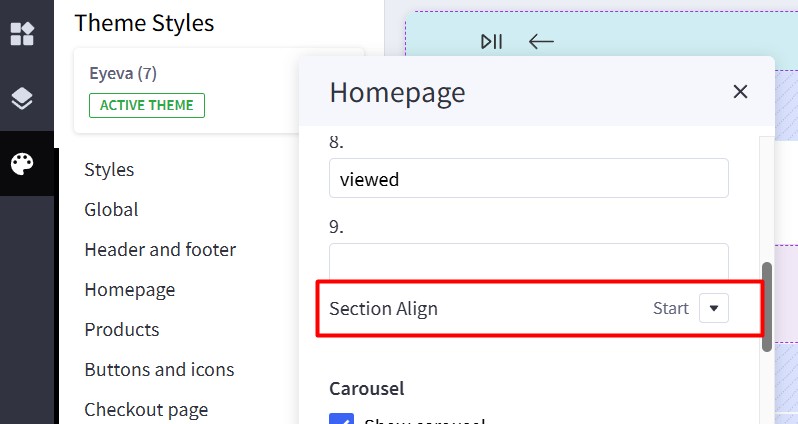 Theme Styles
Eyeva (7)
ACTIVE THEME
Styles
Global
Header and footer
Homepage
Products
Buttons and icons
Checkout page
Homepage
8.
viewed
9.
Section Align
Start
Carousel
Show carousel